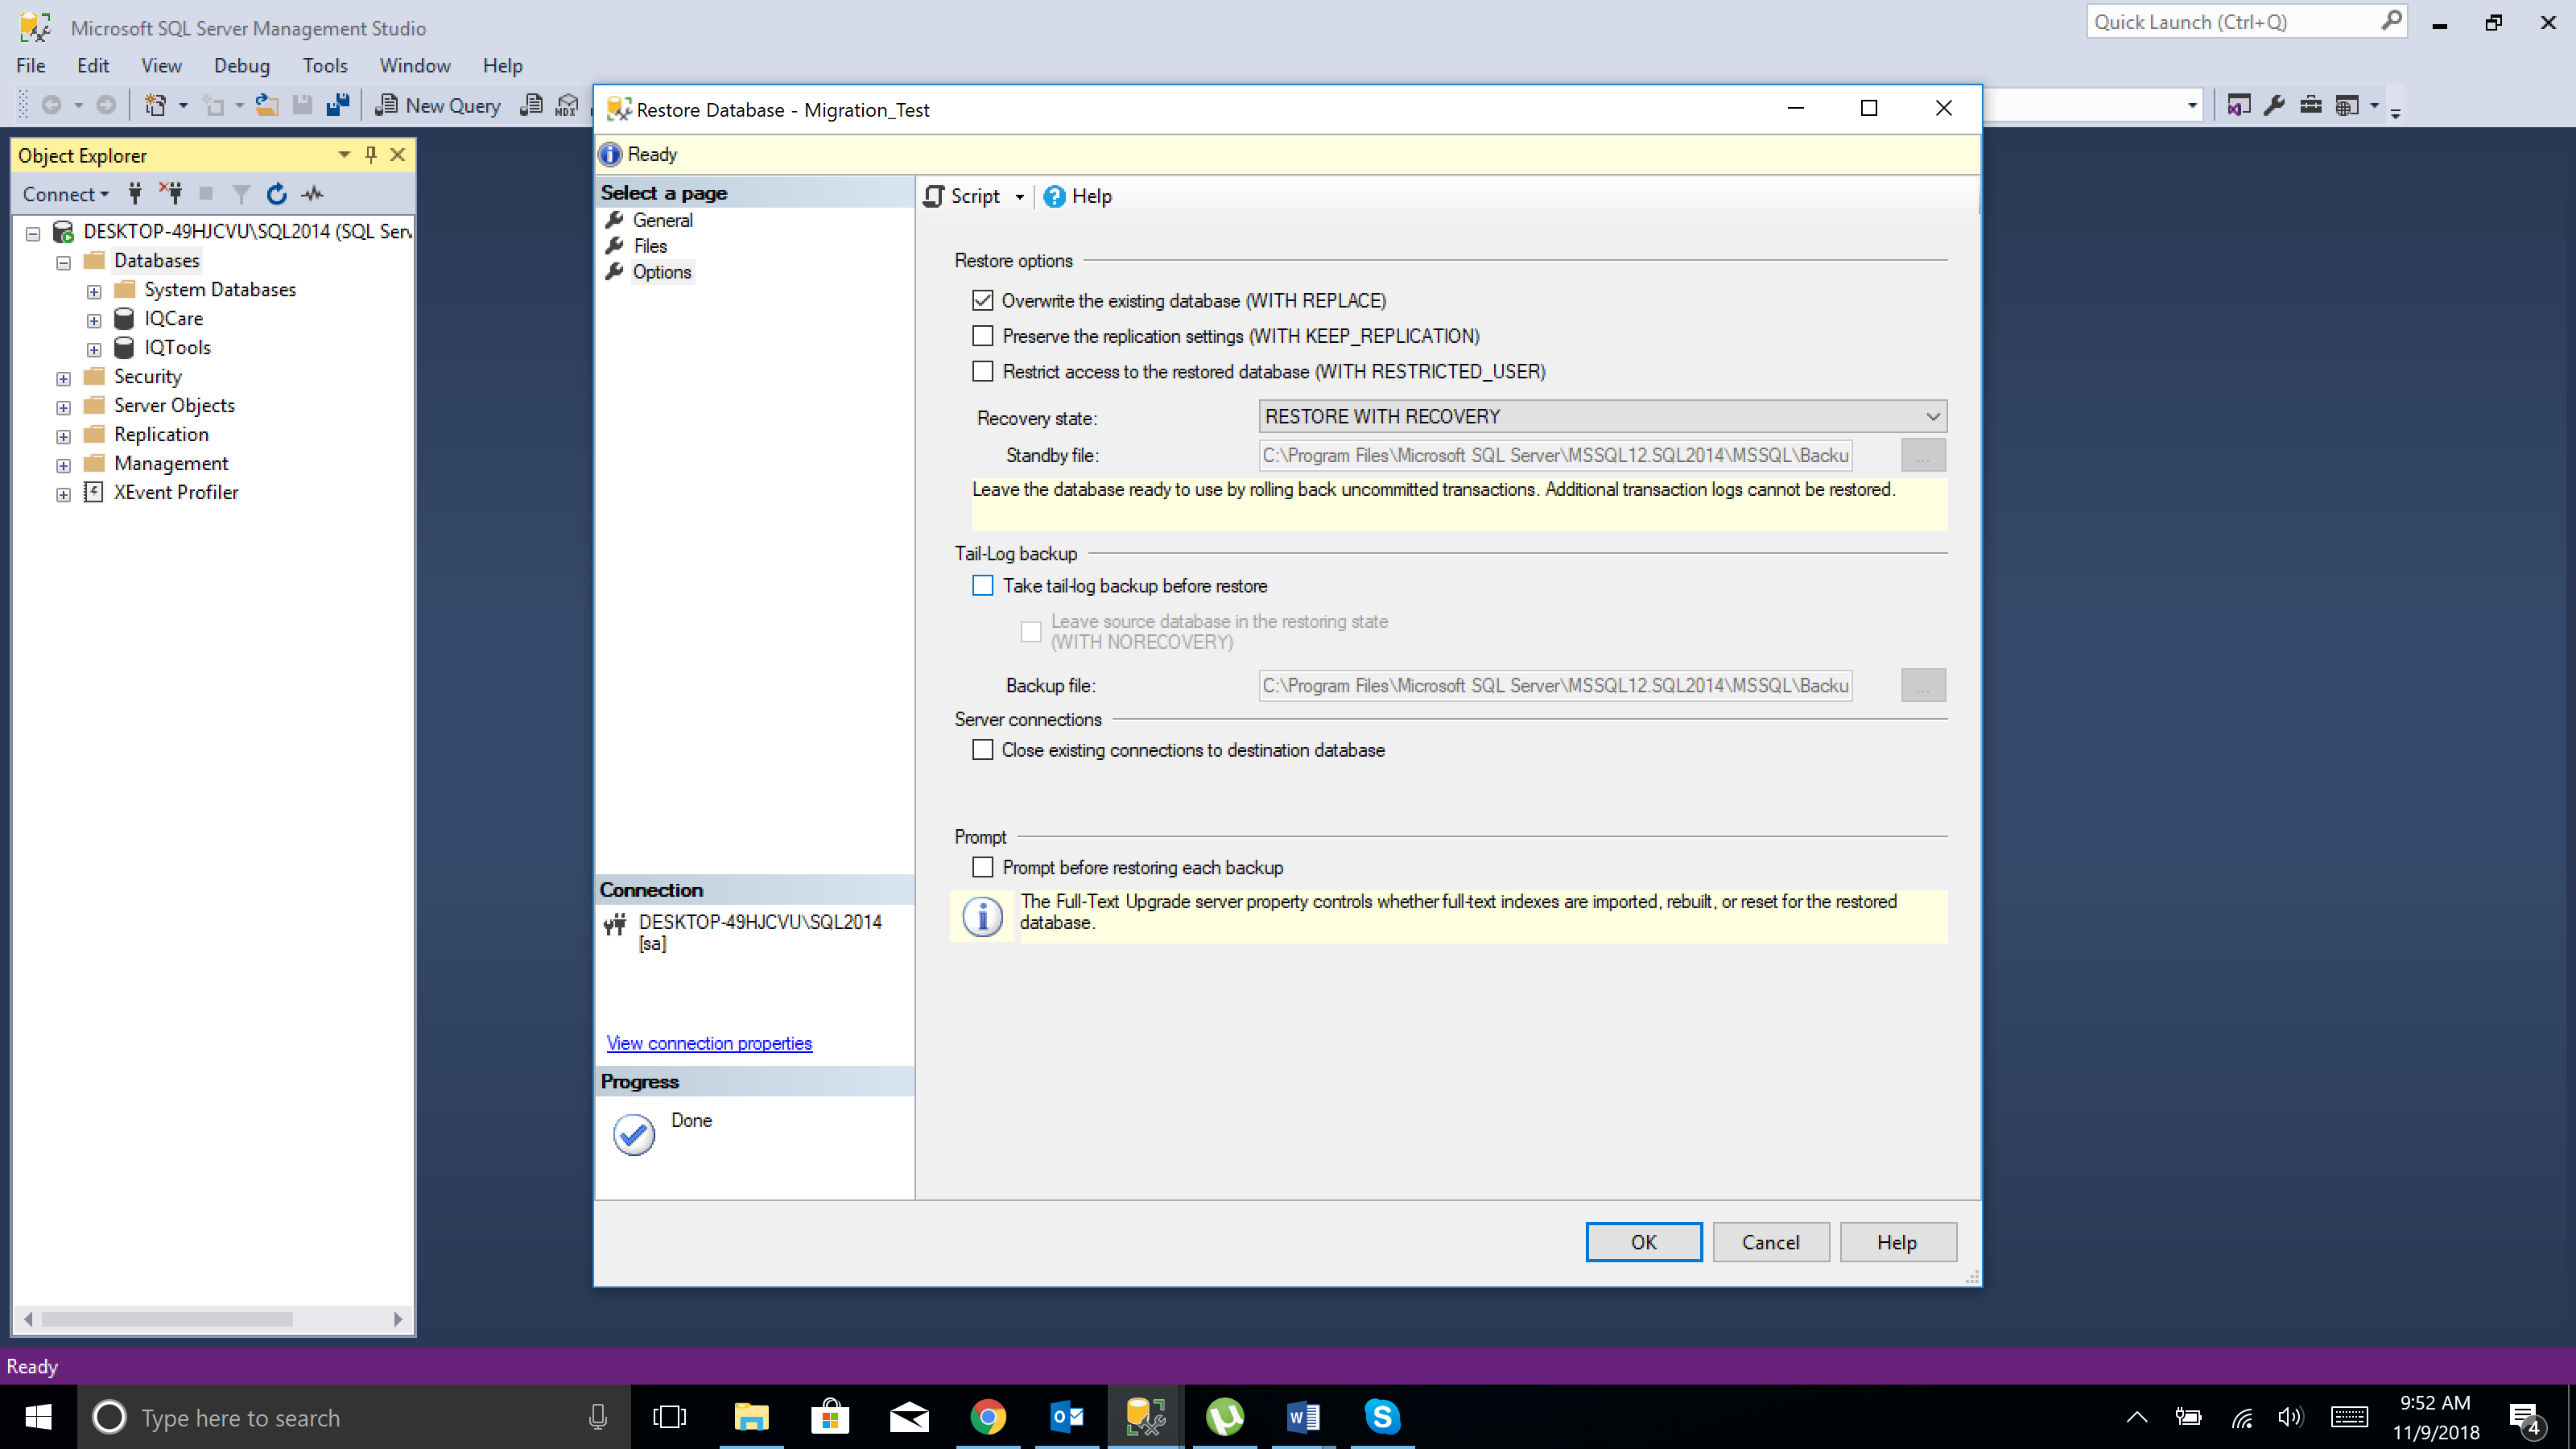 Microsoft SQL Server Management Studio
Quick Launch (Ctrl+Q)
File Edit View Debug Tools Window Help
New Query
MDX
Restore Database - Migration_Test
Ready
Object Explorer
Connect
DESKTOP-49HJCVU\SQL2014 (SQL Serv
Databases
System Databases
IQCare
IQTools
Security
Server Objects
Replication
Management
XEvent Profiler
Select a page
General
Files
Options
Script Help
Restore options
Overwrite the existing database (WITH REPLACE)
Preserve the replication settings (WITH KEEP_REPLICATION)
Restrict access to the restored database (WITH RESTRICTED_USER)
Recovery state: RESTORE WITH RECOVERY
Standby file: C:\Program Files\Microsoft SQL Server\MSSQL12.SQL2014\MSSQL\Backu ...
Leave the database ready to use by rolling back uncommitted transactions. Additional transaction logs cannot be restored.
Tail-Log backup
Take tail-log backup before restore
Leave source database in the restoring state
(WITH NORECOVERY)
Backup file: C:\Program Files\Microsoft SQL Server\MSSQL12.SQL2014\MSSQL\Backu ...
Server connections
Close existing connections to destination database
Prompt
Prompt before restoring each backup
The Full-Text Upgrade server property controls whether full-text indexes are imported, rebuilt, or reset for the restored
database.
Connection
DESKTOP-49HJCVU\SQL2014
[sa]
View connection properties
Progress
Done
OK Cancel Help
Ready
Type here to search
9:52 AM
11/9/2018
4